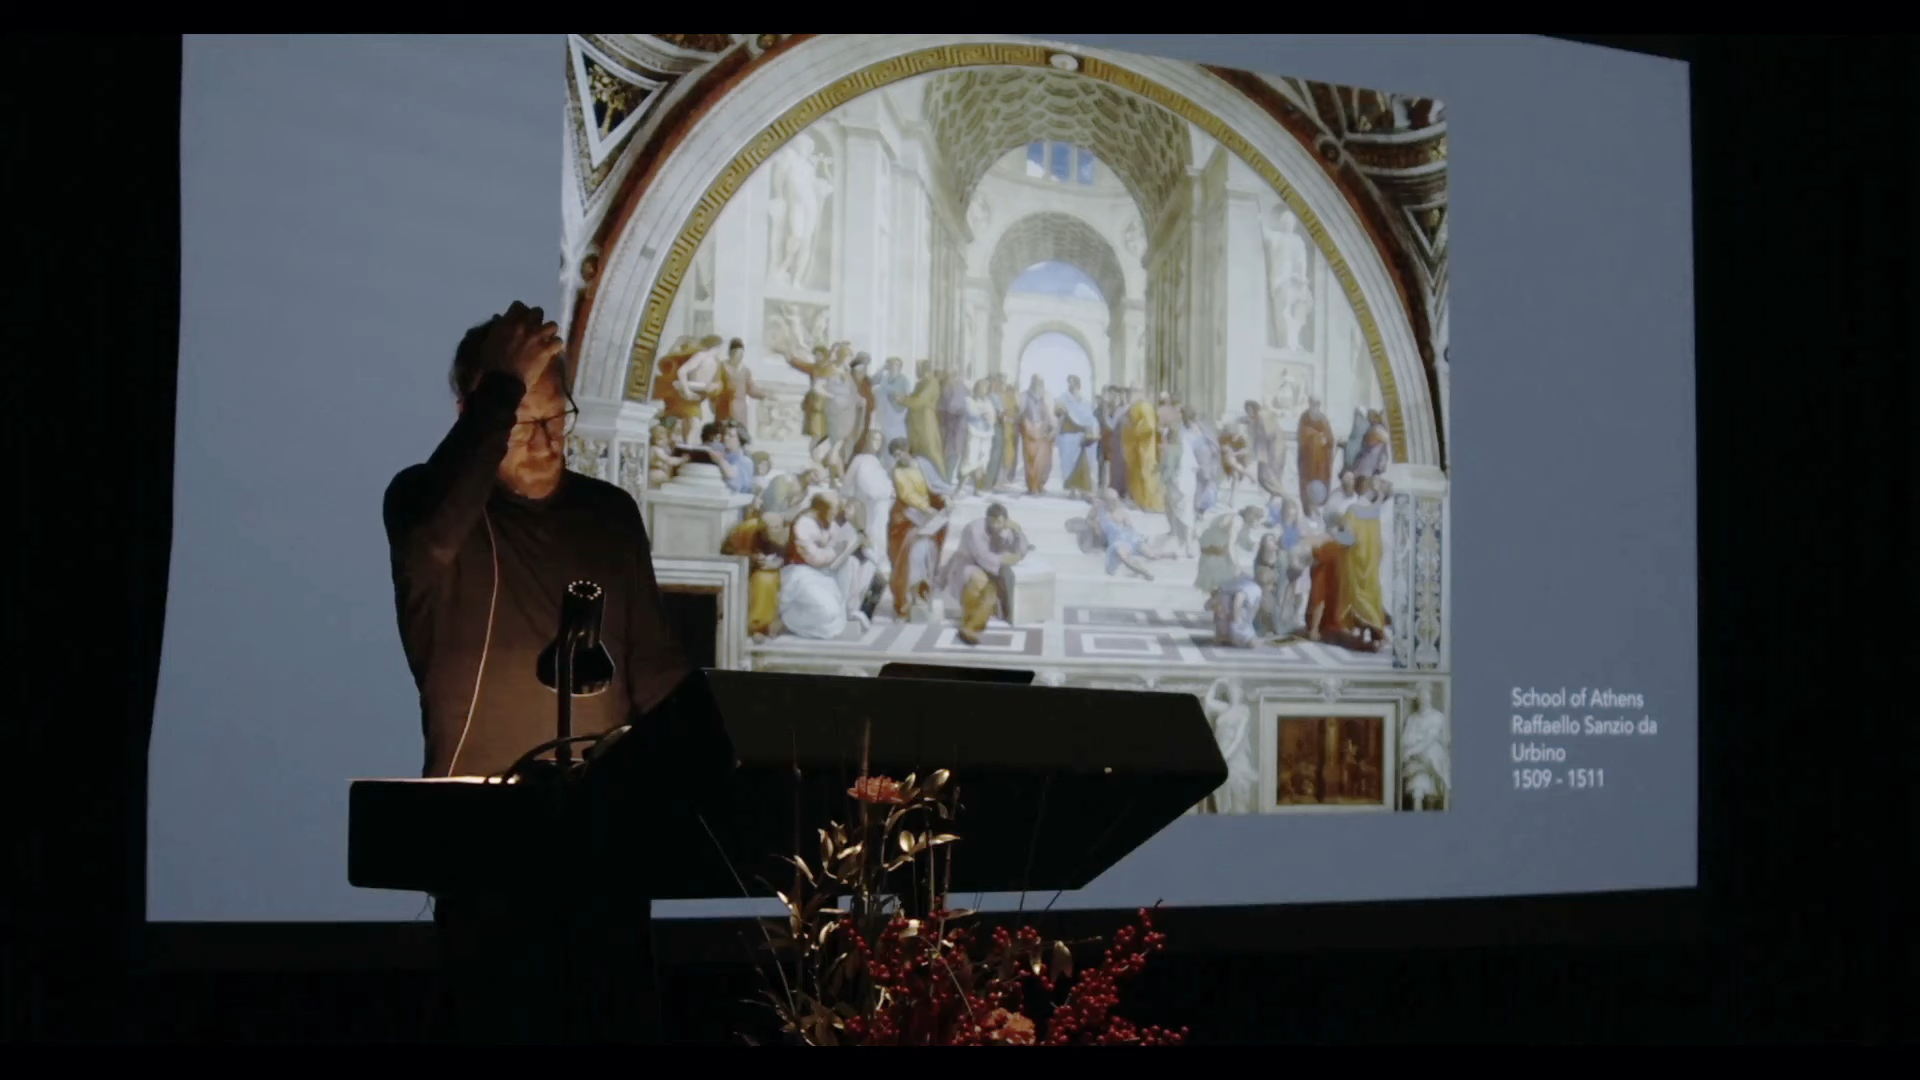 School of Athens
Raffaello Sanzio da
Urbino
1509 - 1511